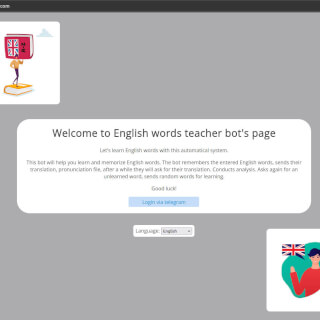 Welcome to English words teacher bot's page
Let's learn English words with this automatical system.
This bot will help you learn and memorize English words. The bot remembers the entered English words, sends their
translation, pronunciation file, after a while they will ask for their translation. Conducts analysis. Asks again for an
unlearned word, sends random words for learning.
Good luck!
Login via telegram
Language: English